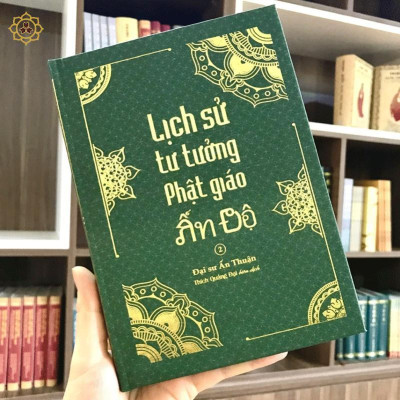 Lịch sử
tư tưởng
Phật giáo
Ấn Độ
2
Đại sư Ấn Thuận
Thích Quảng Đại dịch